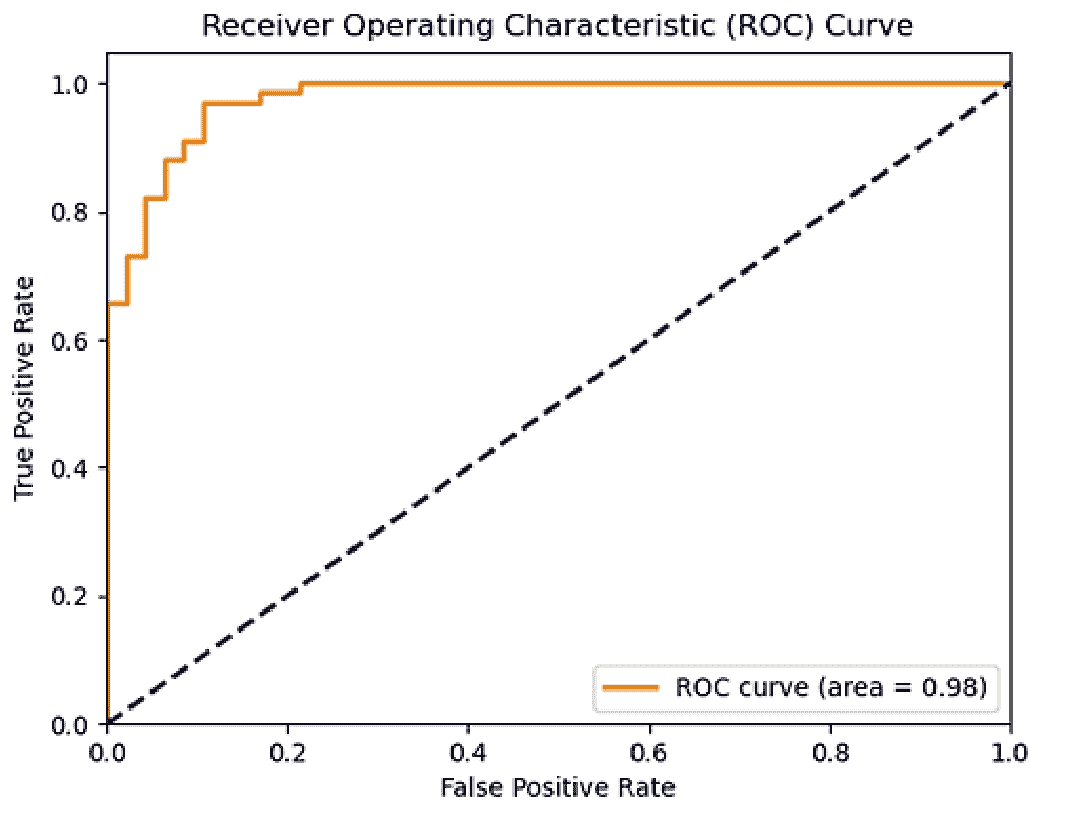 Receiver Operating Characteristic (ROC) Curve
True Positive Rate
1.0
0.8
0.6
0.4
0.2
0.0
ROC curve (area = 0.98)
0.0 0.2 0.4 0.6 0.8 1.0
False Positive Rate